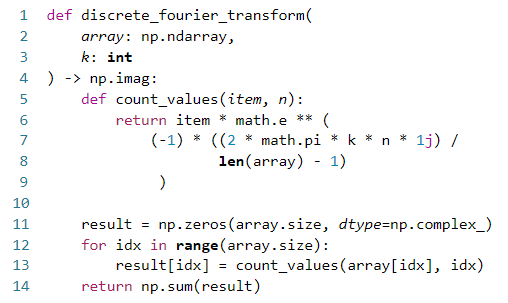 1 def discrete_fourier_transform(
2     array: np.ndarray,
3     k: int
4 ) -> np.imag:
5     def count_values(item, n):
6         return item * math.e ** (
7             (-1) * ((2 * math.pi * k * n * 1j) /
8                     len(array) - 1)
9              )
10
11     result = np.zeros(array.size, dtype=np.complex_)
12     for idx in range(array.size):
13         result[idx] = count_values(array[idx], idx)
14     return np.sum(result)